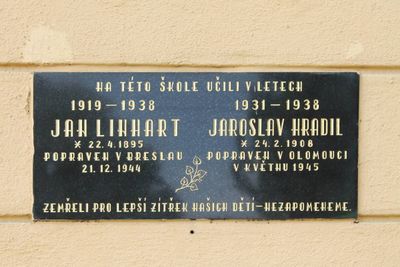 NA TÉTO ŠKOLE UČILI V LETECH
1919 – 1938
JAN LINHART
* 22.4.1895
POPRAVEN V BRESLAU
21.12.1944
1931 – 1938
JAROSLAV HRADIL
* 24.2.1908
POPRAVEN V OLOMOUCI
V KVĚTNU 1945
ZEMŘELI PRO LEPŠÍ ZÍTŘEK NAŠICH DĚTÍ – NEZAPOMENEME.